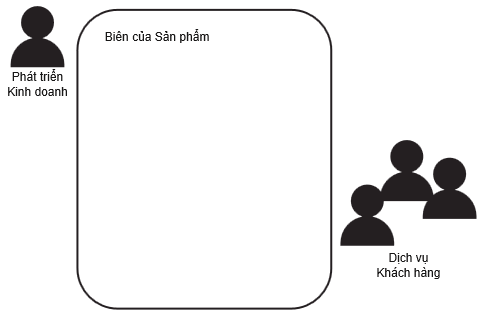 Biên của Sản phẩm
Phát triển
Kinh doanh
Dịch vụ
Khách hàng